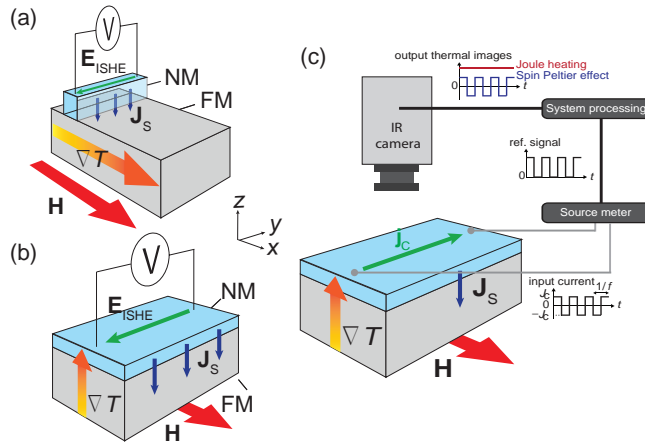 (a)
V
E_ISHE
NM
FM
J_S
∇T
H
z
y
x
(b)
V
E_ISHE
NM
J_S
∇T
FM
H
(c)
output thermal images
Joule heating
Spin Peltier effect
0
t
IR
camera
System processing
ref. signal
0
t
Source meter
j_C
J_S
∇T
H
input current
1/f
J_C
0
t
−J_C